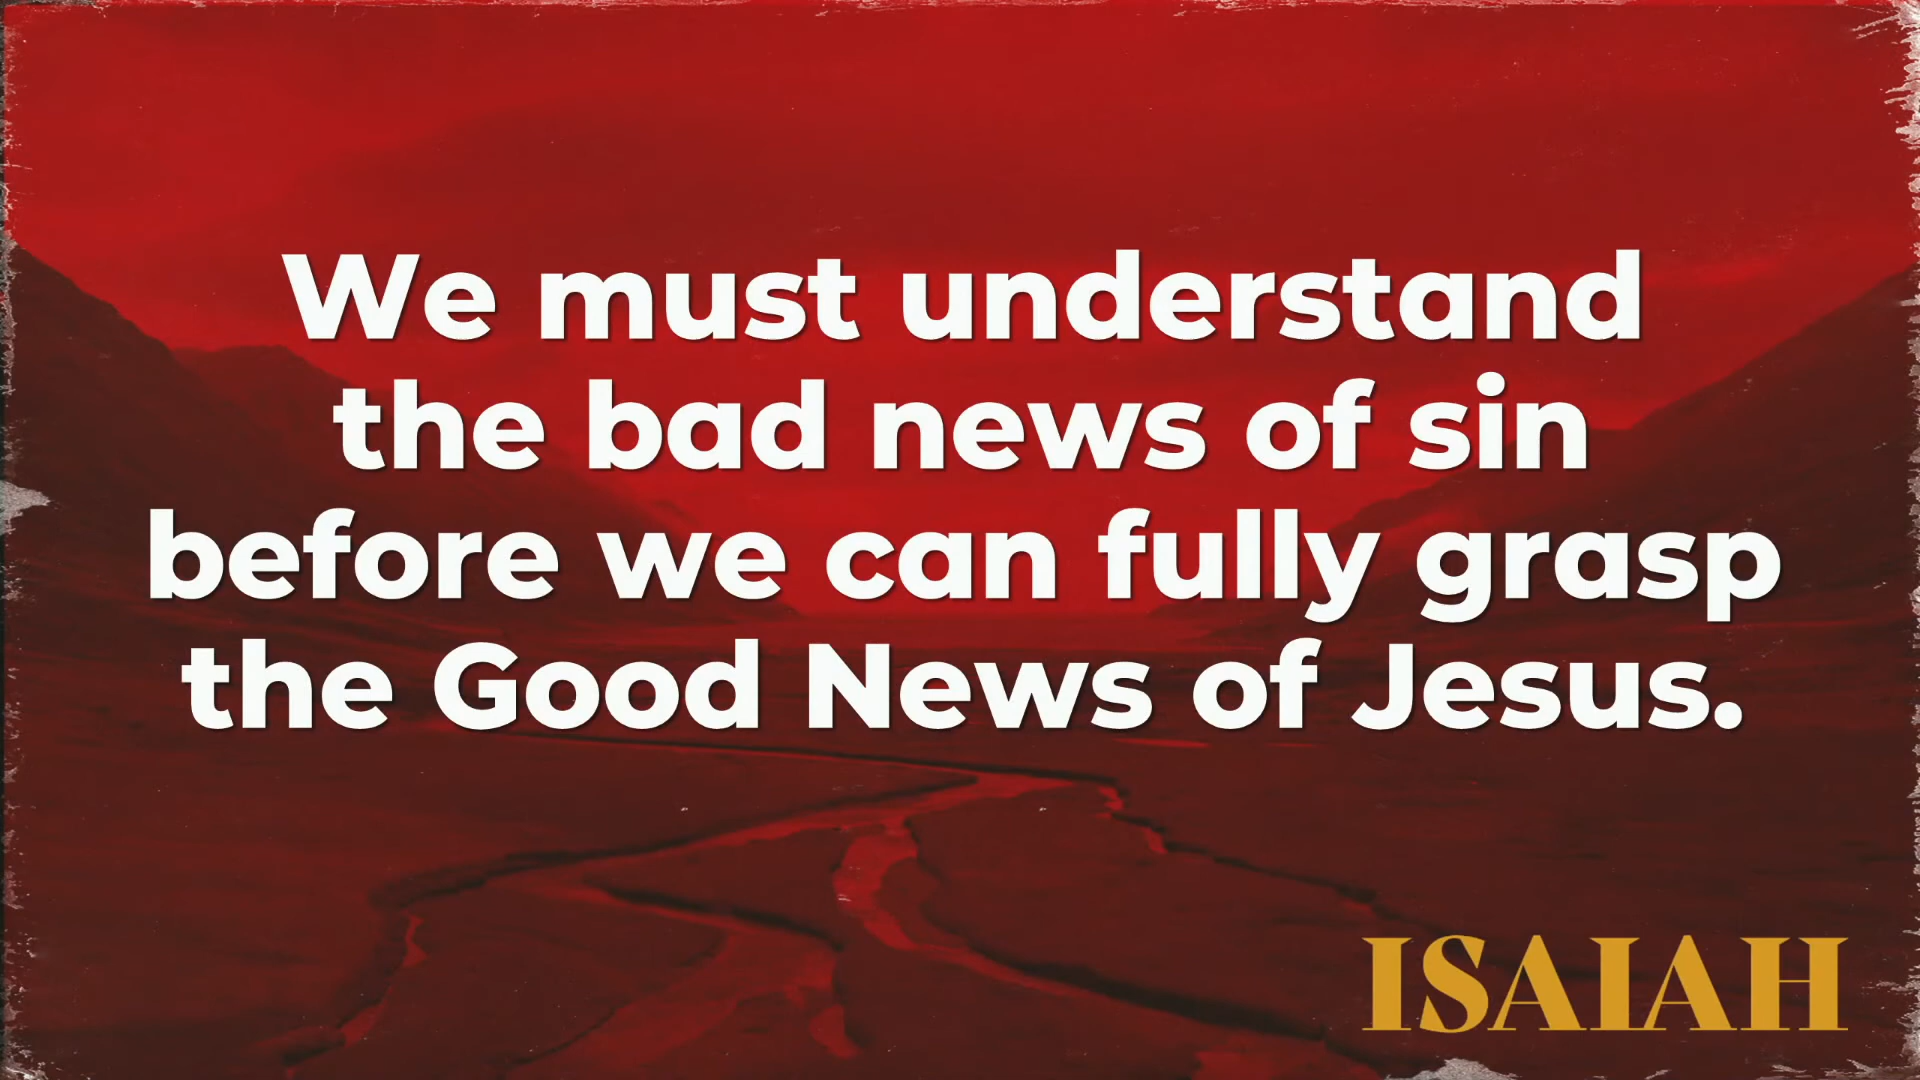 We must understand
the bad news of sin
before we can fully grasp
the Good News of Jesus.
ISAIAH